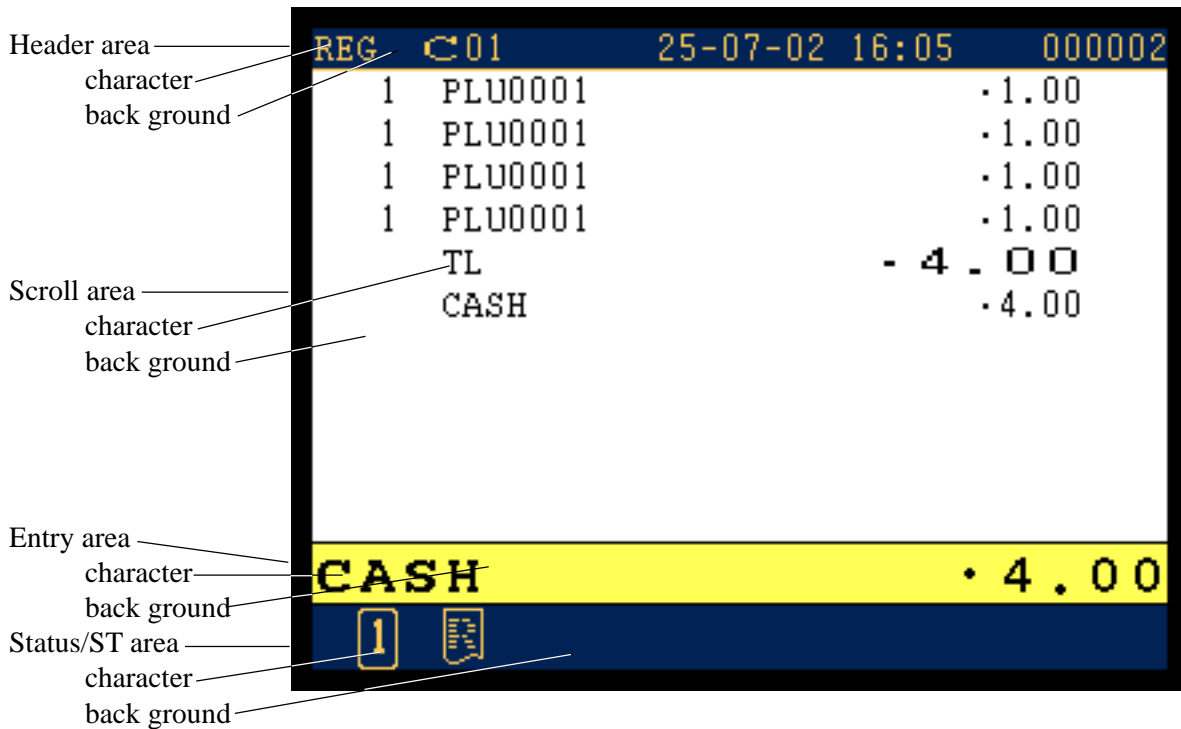 Header area
character
back ground
Scroll area
character
back ground
Entry area
character
back ground
Status/ST area
character
back ground
REG C01 25-07-02 16:05 000002
1 PLU0001 ·1.00
1 PLU0001 ·1.00
1 PLU0001 ·1.00
1 PLU0001 ·1.00
TL ·4.00
CASH ·4.00
CASH ·4.00
1 R